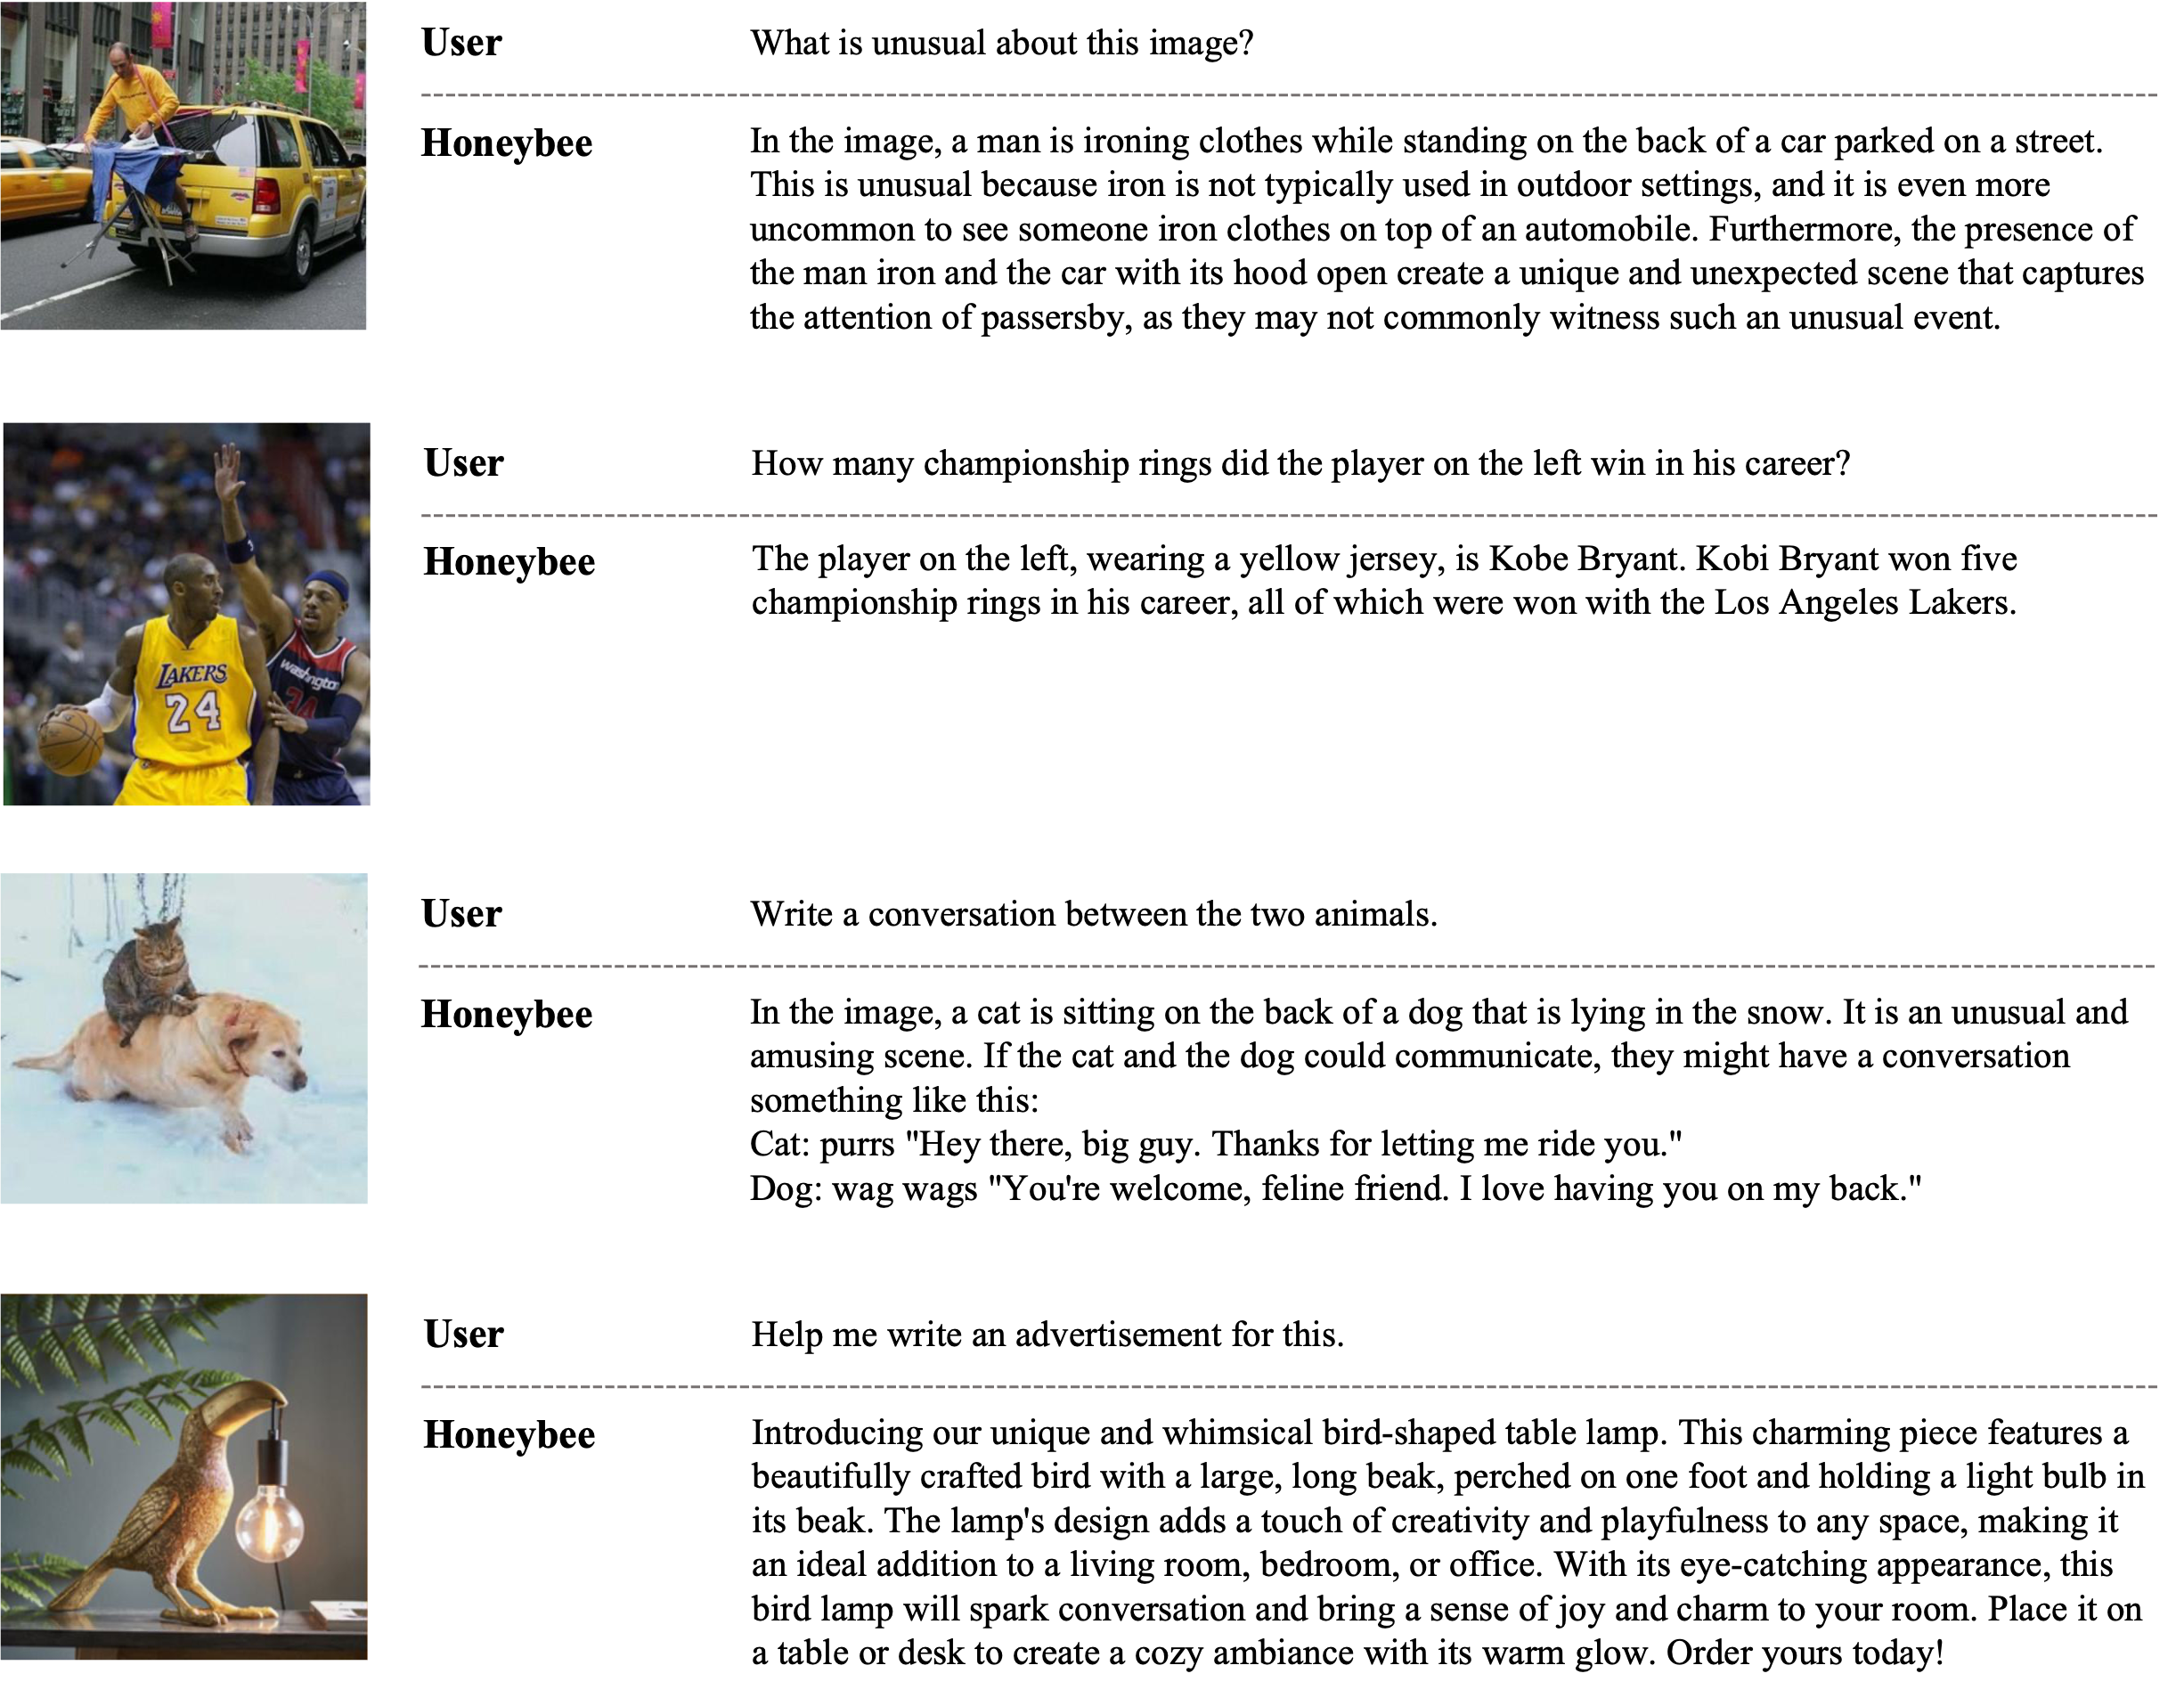 User
What is unusual about this image?
Honeybee
In the image, a man is ironing clothes while standing on the back of a car parked on a street.
This is unusual because iron is not typically used in outdoor settings, and it is even more
uncommon to see someone iron clothes on top of an automobile. Furthermore, the presence of
the man iron and the car with its hood open create a unique and unexpected scene that captures
the attention of passersby, as they may not commonly witness such an unusual event.
User
How many championship rings did the player on the left win in his career?
Honeybee
The player on the left, wearing a yellow jersey, is Kobe Bryant. Kobi Bryant won five
championship rings in his career, all of which were won with the Los Angeles Lakers.
Washington
LAKERS
24
34
User
Write a conversation between the two animals.
Honeybee
In the image, a cat is sitting on the back of a dog that is lying in the snow. It is an unusual and
amusing scene. If the cat and the dog could communicate, they might have a conversation
something like this:
Cat: purrs "Hey there, big guy. Thanks for letting me ride you."
Dog: wag wags "You're welcome, feline friend. I love having you on my back."
User
Help me write an advertisement for this.
Honeybee
Introducing our unique and whimsical bird-shaped table lamp. This charming piece features a
beautifully crafted bird with a large, long beak, perched on one foot and holding a light bulb in
its beak. The lamp's design adds a touch of creativity and playfulness to any space, making it
an ideal addition to a living room, bedroom, or office. With its eye-catching appearance, this
bird lamp will spark conversation and bring a sense of joy and charm to your room. Place it on
a table or desk to create a cozy ambiance with its warm glow. Order yours today!